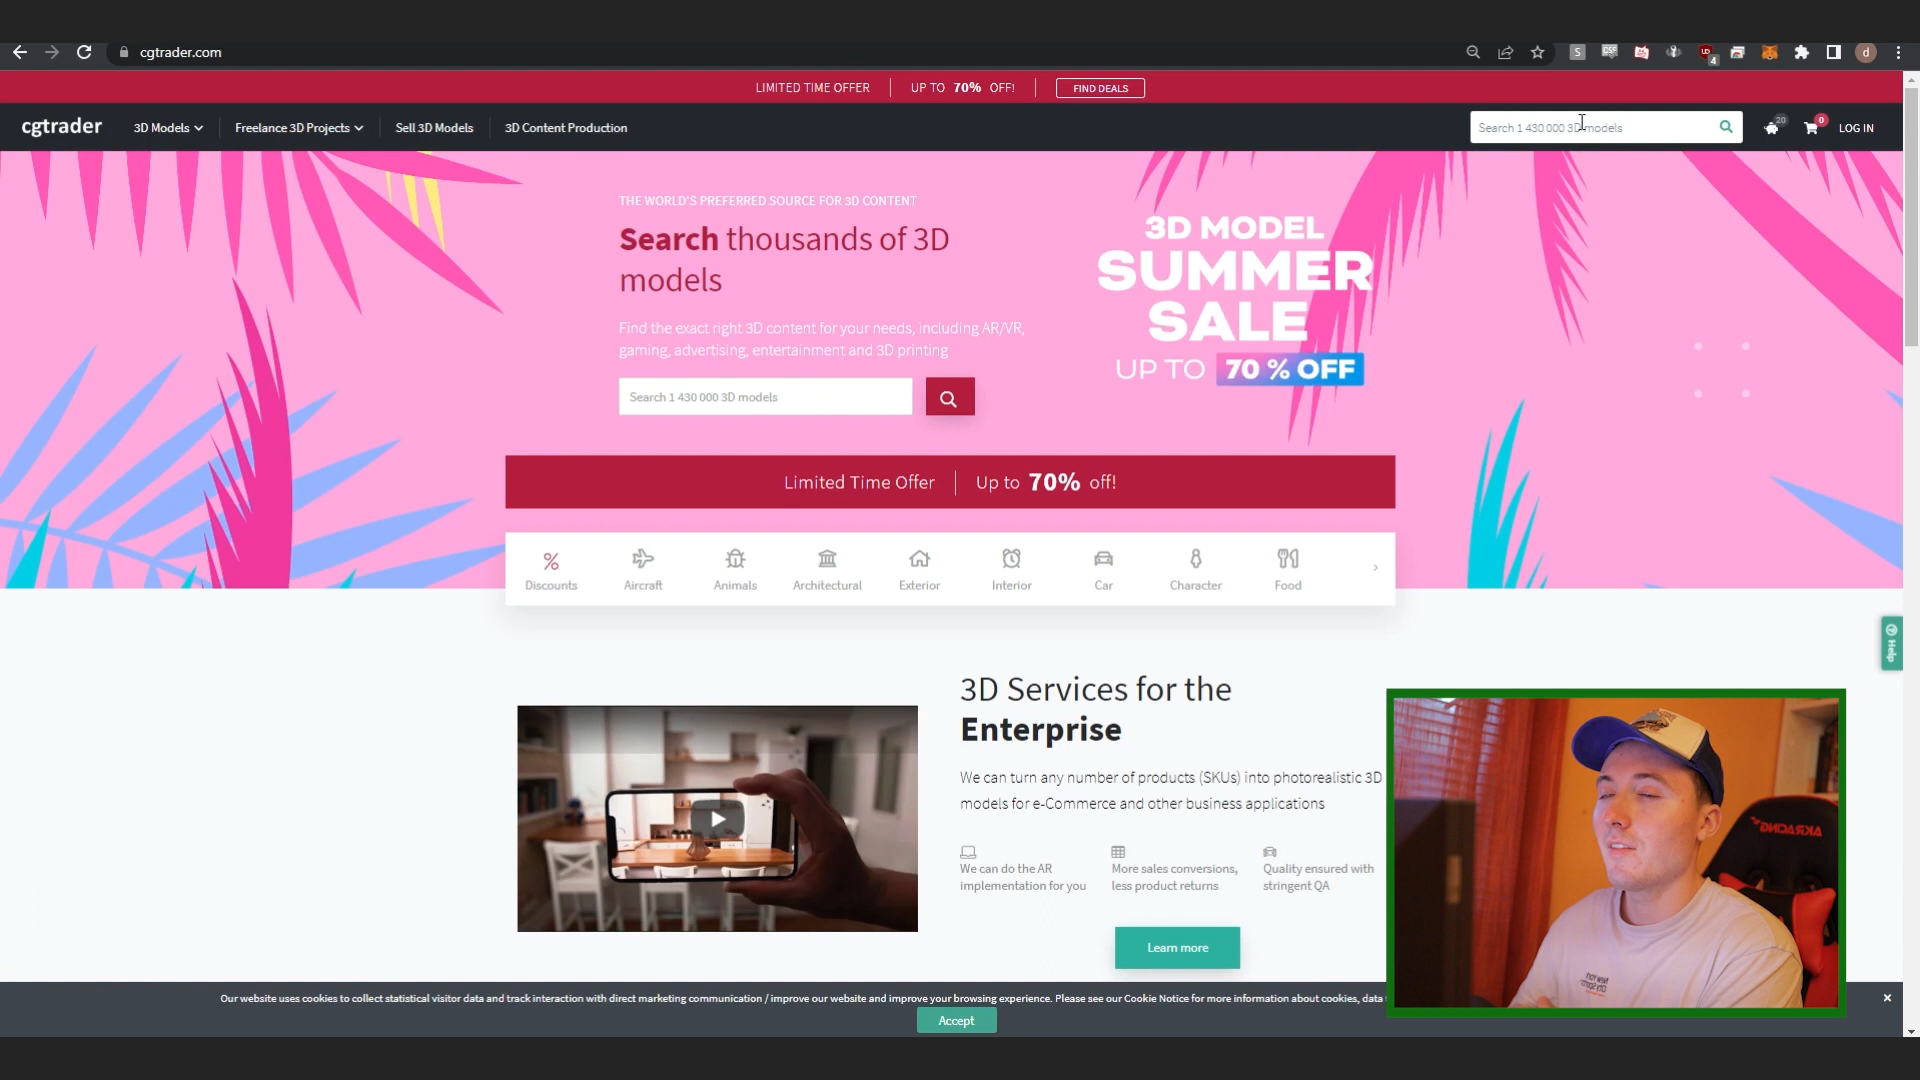 cgtrader.com
S
CSF
UD
4
d
LIMITED TIME OFFER
UP TO 70% OFF!
FIND DEALS
cgtrader
3D Models
Freelance 3D Projects
Sell 3D Models
3D Content Production
Search 1 430 000 3D models
20
0
LOG IN
THE WORLD'S PREFERRED SOURCE FOR 3D CONTENT
Search thousands of 3D
models
Find the exact right 3D content for your needs, including AR/VR,
gaming, advertising, entertainment and 3D printing
Search 1 430 000 3D models
3D MODEL
SUMMER
SALE
UP TO 70 % OFF
Limited Time Offer
Up to 70% off!
%
Discounts
Aircraft
Animals
Architectural
Exterior
Interior
Car
Character
Food
Help
3D Services for the
Enterprise
We can turn any number of products (SKUs) into photorealistic 3D
models for e-Commerce and other business applications
We can do the AR
implementation for you
More sales conversions,
less product returns
Quality ensured with
stringent QA
Learn more
AKRACING
Our website uses cookies to collect statistical visitor data and track interaction with direct marketing communication / improve our website and improve your browsing experience. Please see our Cookie Notice for more information about cookies, data
Accept